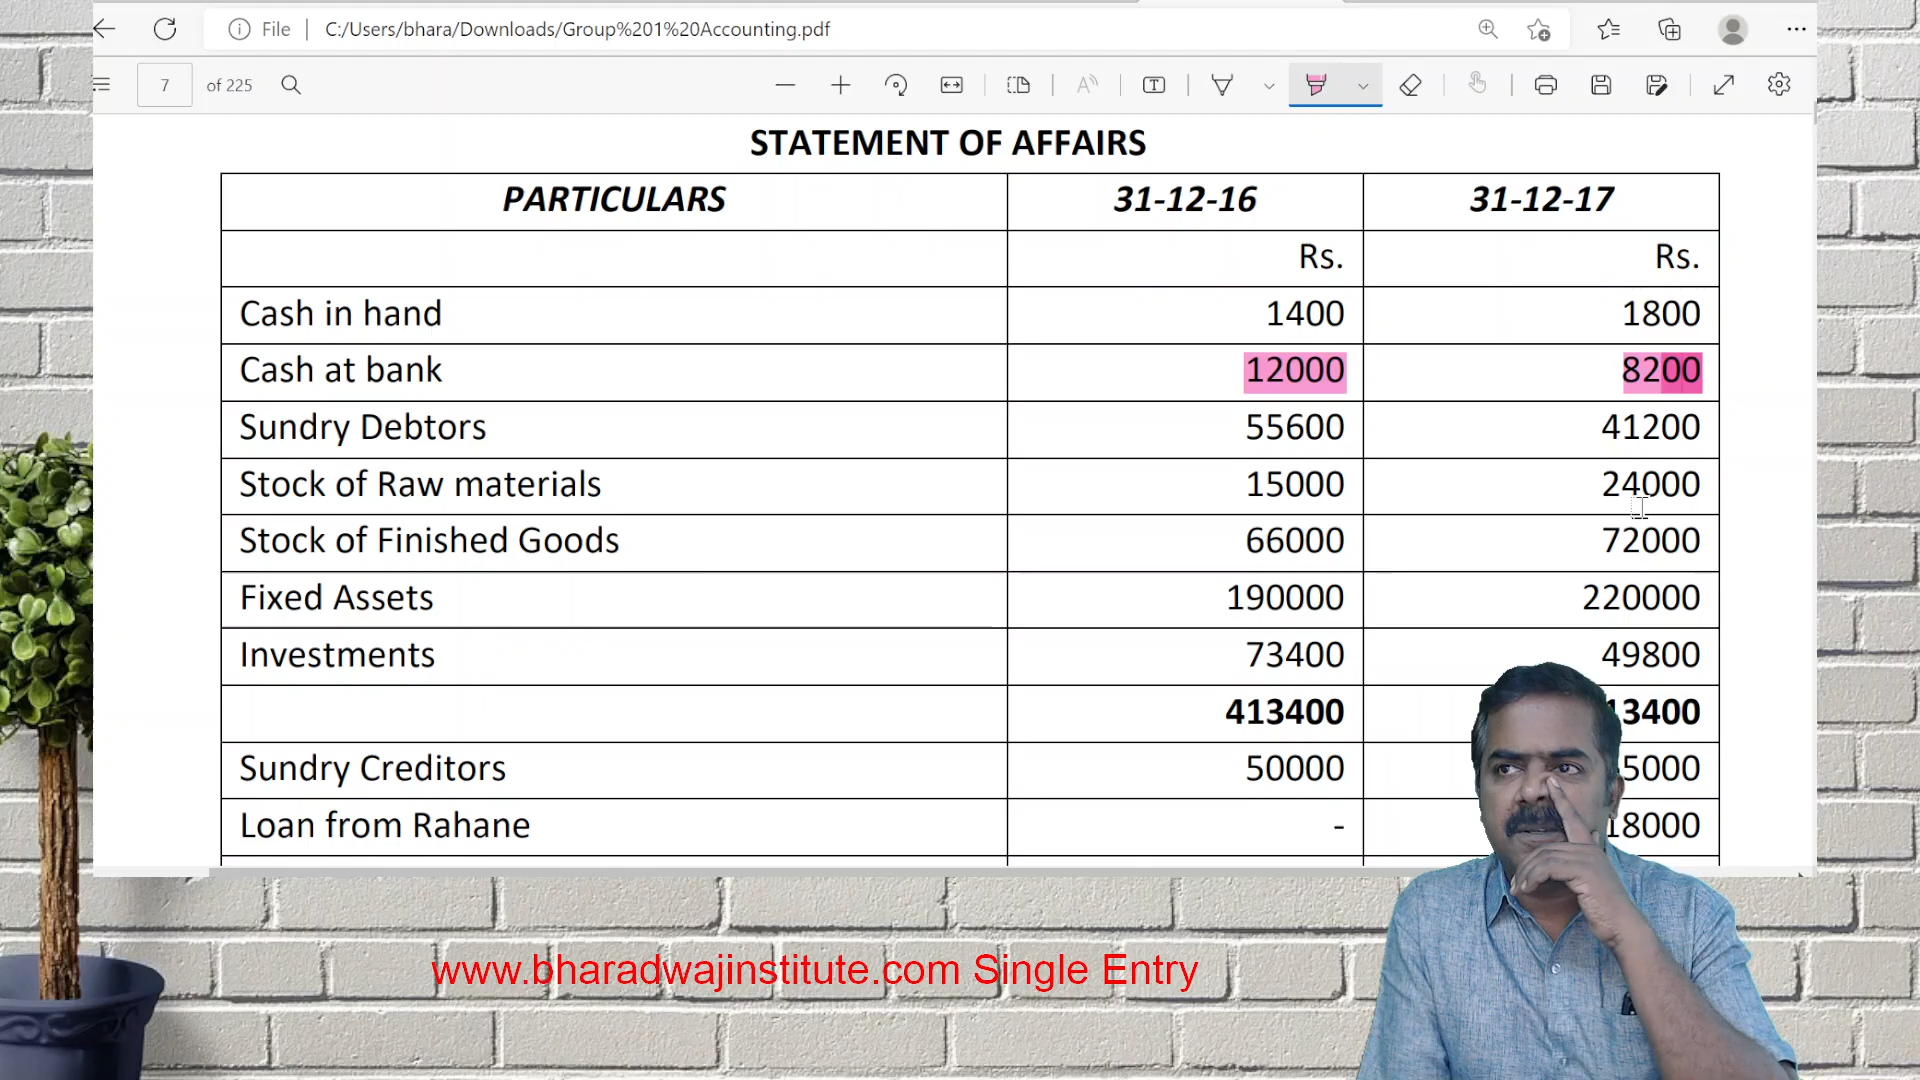 File C:/Users/bhara/Downloads/Group%201%20Accounting.pdf
7 of 225
STATEMENT OF AFFAIRS
PARTICULARS 31-12-16 31-12-17
Rs. Rs.
Cash in hand 1400 1800
Cash at bank 12000 8200
Sundry Debtors 55600 41200
Stock of Raw materials 15000 24000
Stock of Finished Goods 66000 72000
Fixed Assets 190000 220000
Investments 73400 49800
413400 3400
Sundry Creditors 50000 5000
Loan from Rahane - 18000
www.bharadwajinstitute.com Single Entry